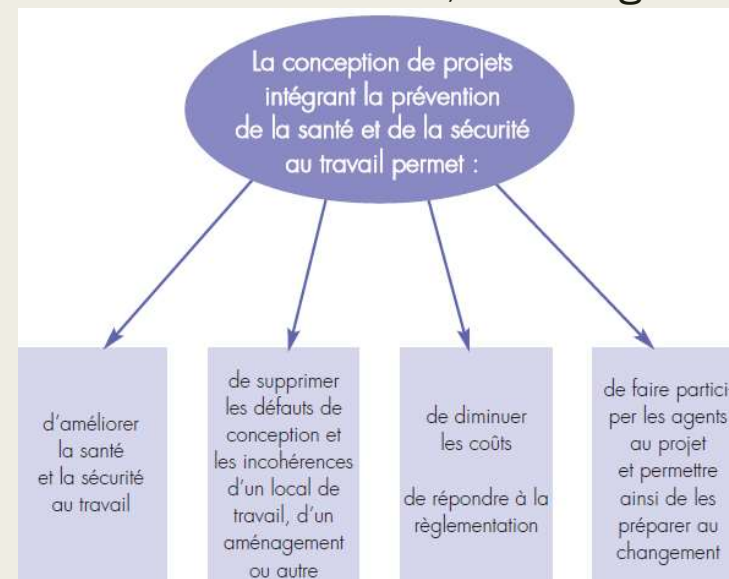 La conception de projets
intégrant la prévention
de la santé et de la sécurité
au travail permet :
d'améliorer
la santé
et la sécurité
au travail
de supprimer
les défauts de
conception et
les incohérences
d'un local de
travail, d'un
aménagement
ou autre
de diminuer
les coûts
de répondre à la
règlementation
de faire partici-
per les agents
au projet
et permettre
ainsi de les
préparer au
changement